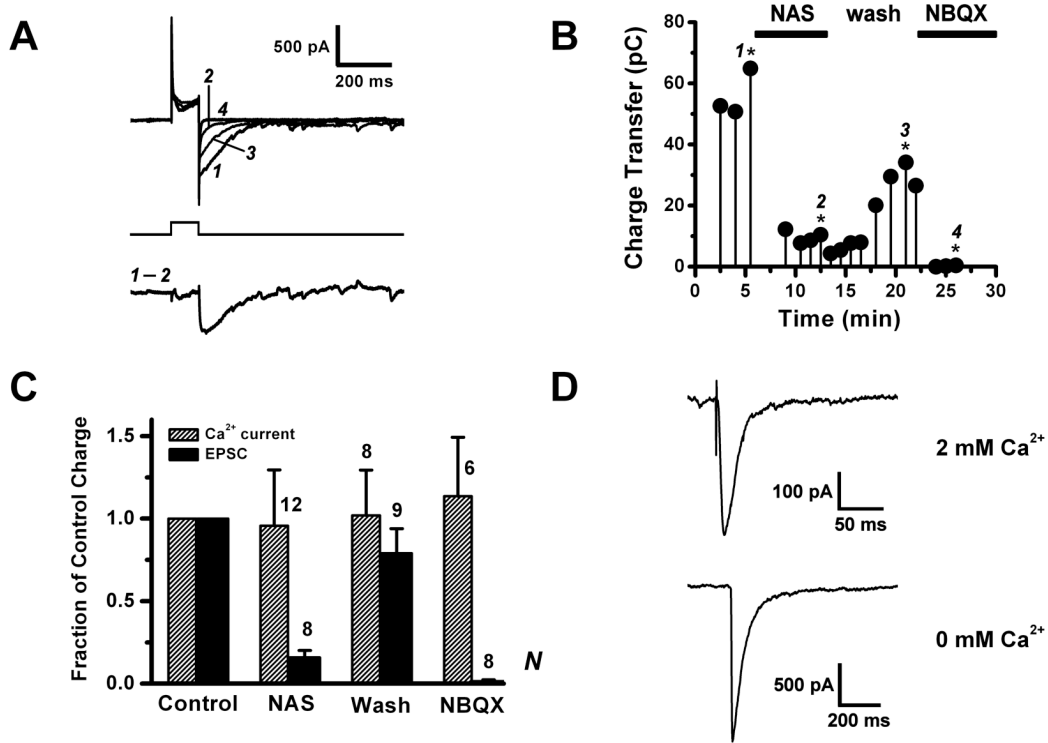 A
500 pA
200 ms
2
4
3
1
1–2
B
NAS wash NBQX
Charge Transfer (pC)
80
60
40
20
0
1*
2
*
3
*
4
*
0 5 10 15 20 25 30
Time (min)
C
Fraction of Control Charge
1.5
1.0
0.5
0.0
Ca2+ current
EPSC
12
8
8
9
6
8
N
Control NAS Wash NBQX
D
2 mM Ca2+
100 pA
50 ms
0 mM Ca2+
500 pA
200 ms